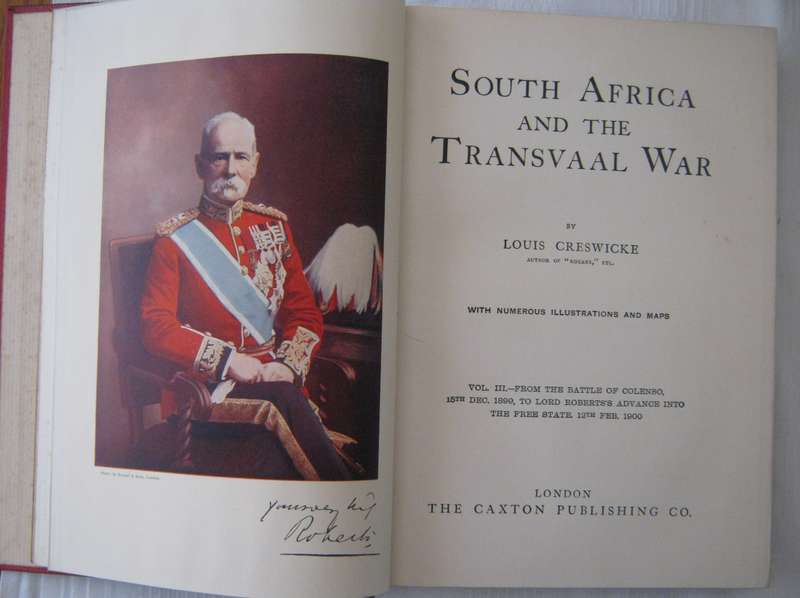 Yours very truly
Roberts
SOUTH AFRICA
AND THE
TRANSVAAL WAR
BY
LOUIS CRESWICKE
AUTHOR OF "ROXANE," ETC.
WITH NUMEROUS ILLUSTRATIONS AND MAPS
VOL. III.—FROM THE BATTLE OF COLENSO,
15TH DEC. 1899, TO LORD ROBERTS'S ADVANCE INTO
THE FREE STATE, 12TH FEB. 1900
LONDON
THE CAXTON PUBLISHING CO.